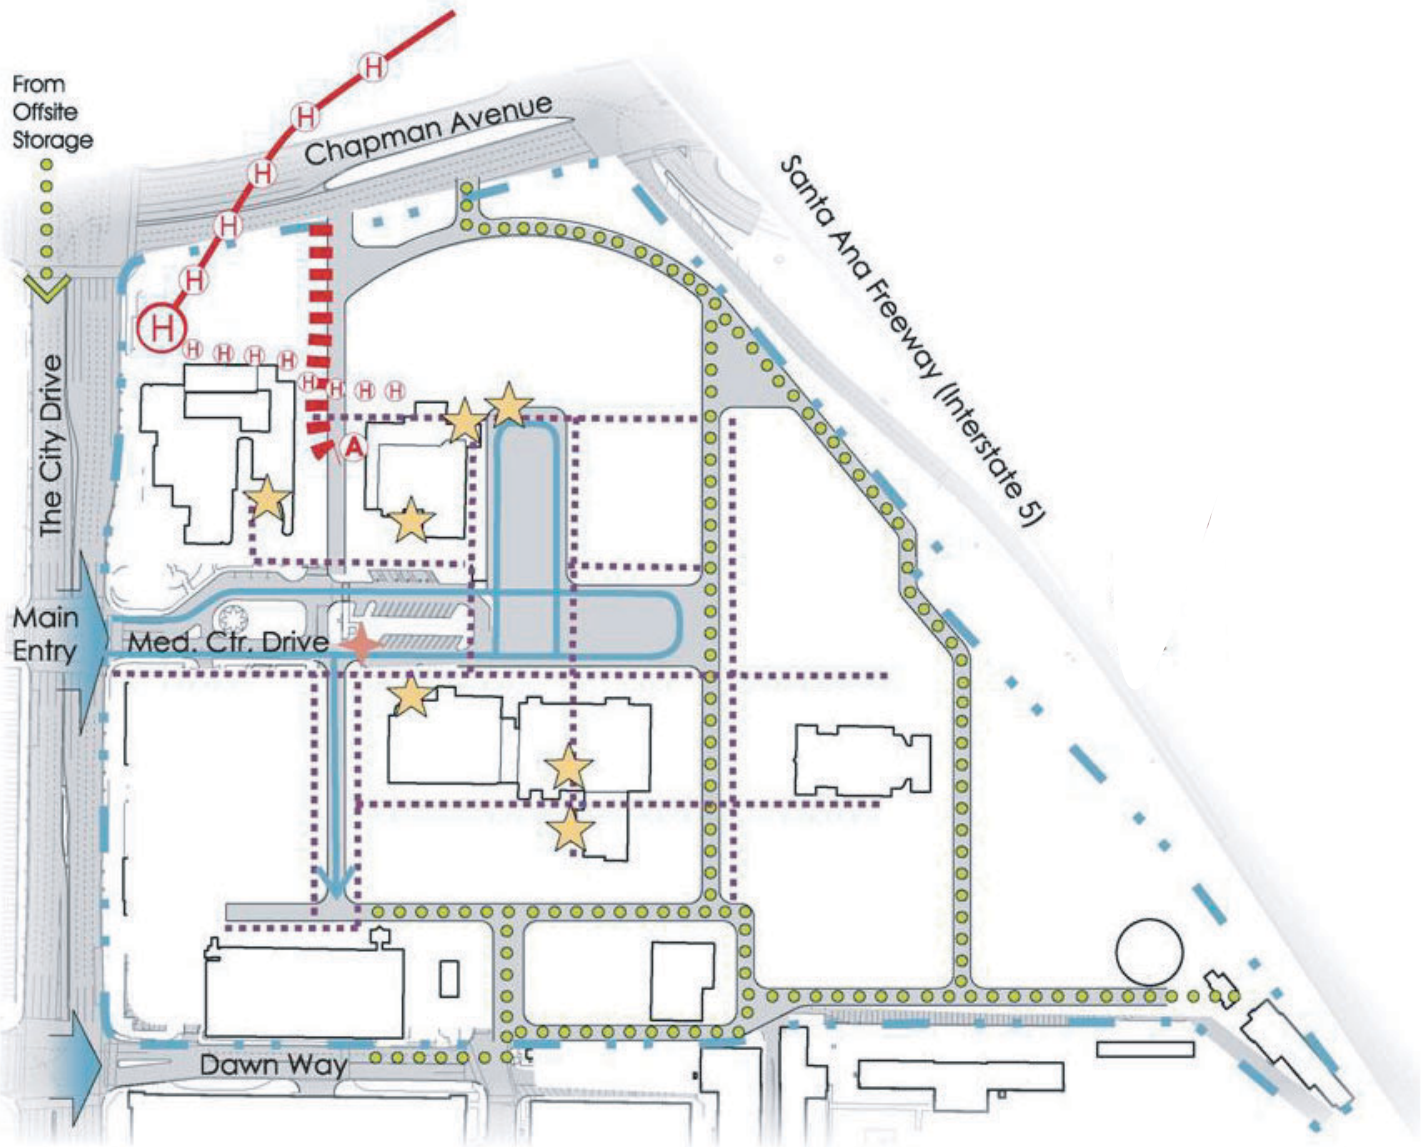 From
Offsite
Storage
H
H
H
H
H
H
Chapman Avenue
Santa Ana Freeway (Interstate 5)
H
H
H
H
H
H
H
H
A
The City Drive
Main
Entry
Med. Ctr. Drive
Dawn Way